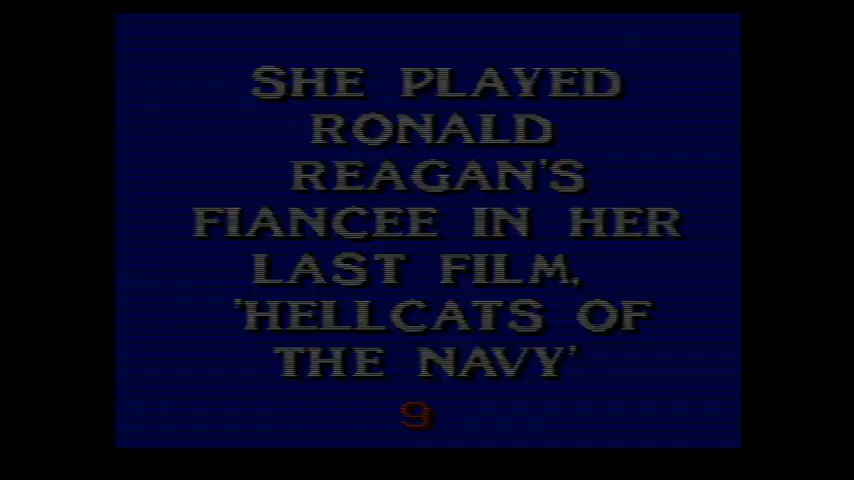 SHE PLAYED
RONALD
REAGAN'S
FIANCEE IN HER
LAST FILM,
'HELLCATS OF
THE NAVY'
9